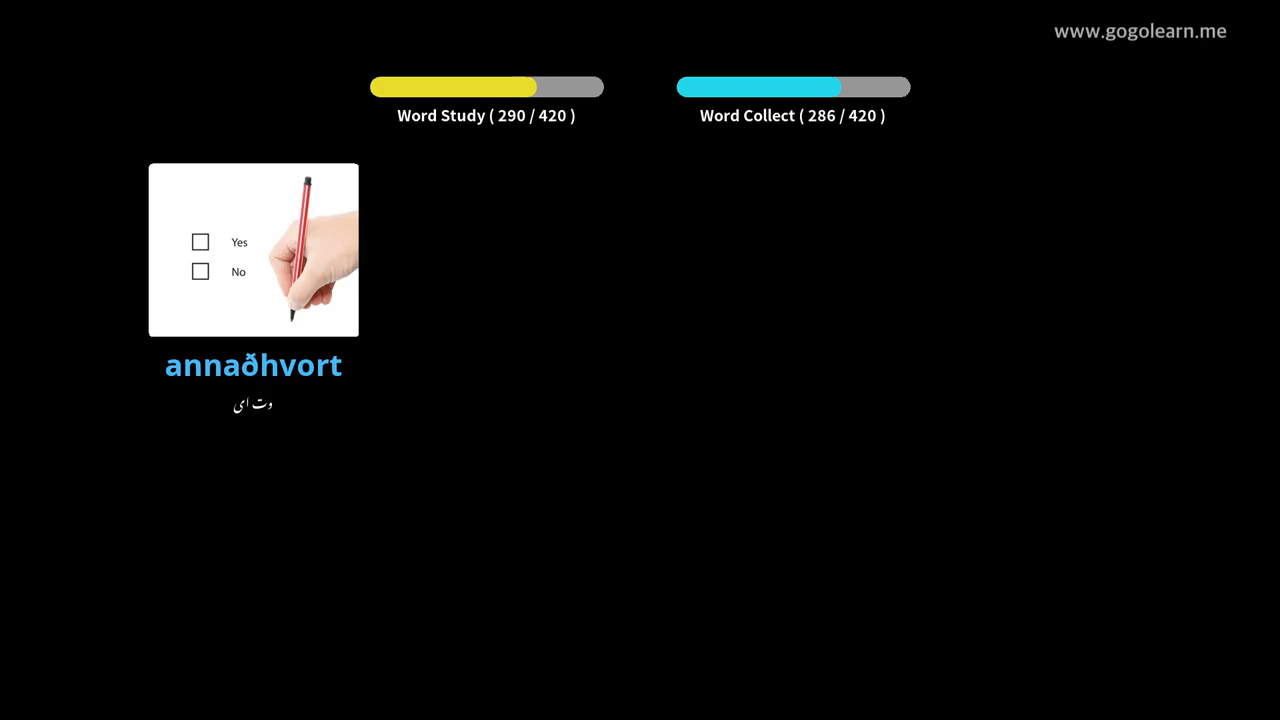 www.gogolearn.me
Word Study ( 290 / 420 )
Word Collect ( 286 / 420 )
Yes
No
annaðhvort
وت ای